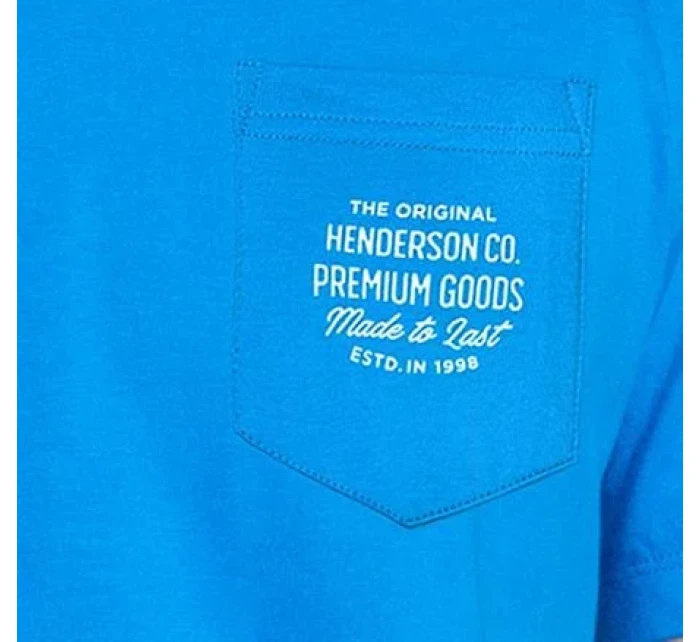 THE ORIGINAL
HENDERSON CO.
PREMIUM GOODS
Made to Last
ESTD. IN 1998